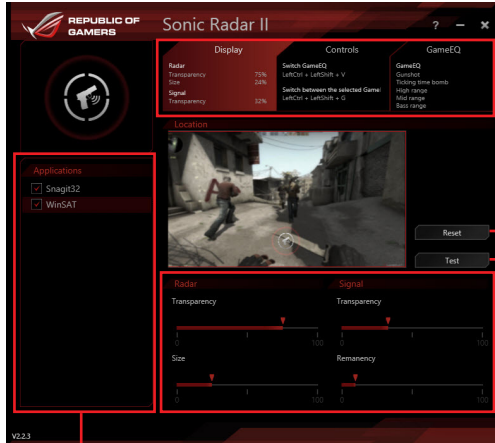 REPUBLIC OF
GAMERS
Sonic Radar II
?
Display
Controls
GameEQ
Radar
Transparency 75%
Size 24%
Signal
Transparency 32%
Switch GameEQ
LeftCtrl + LeftShift + V
Switch between the selected Game
LeftCtrl + LeftShift + G
GameEQ
Gunshot
Ticking time bomb
High range
Mid range
Bass range
Location
Applications
Snagit32
WinSAT
Reset
Test
Radar
Signal
Transparency
0 100
Transparency
0 100
Size
0 100
Remanency
0 100
V2.2.3